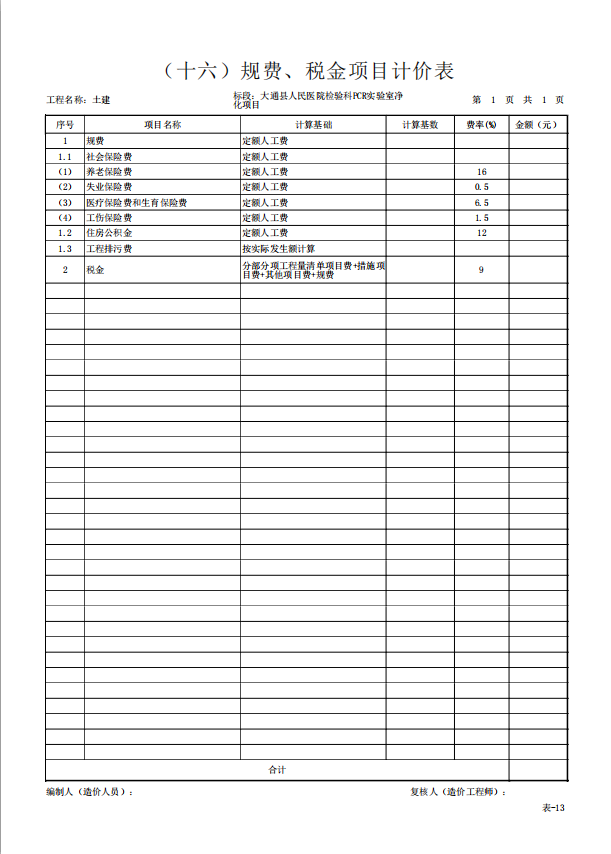 （十六）规费、税金项目计价表
工程名称：土建 标段：大通县人民医院检验科PCR实验室净化项目 第 1 页 共 1 页
序号 项目名称 计算基础 计算基数 费率(%) 金额（元）
1 规费 定额人工费
1.1 社会保险费 定额人工费
（1） 养老保险费 定额人工费 16
（2） 失业保险费 定额人工费 0.5
（3） 医疗保险费和生育保险费 定额人工费 6.5
（4） 工伤保险费 定额人工费 1.5
1.2 住房公积金 定额人工费 12
1.3 工程排污费 按实际发生额计算
2 税金 分部分项工程量清单项目费+措施项目费+其他项目费+规费 9
合计
编制人（造价人员）： 复核人（造价工程师）：
表-13